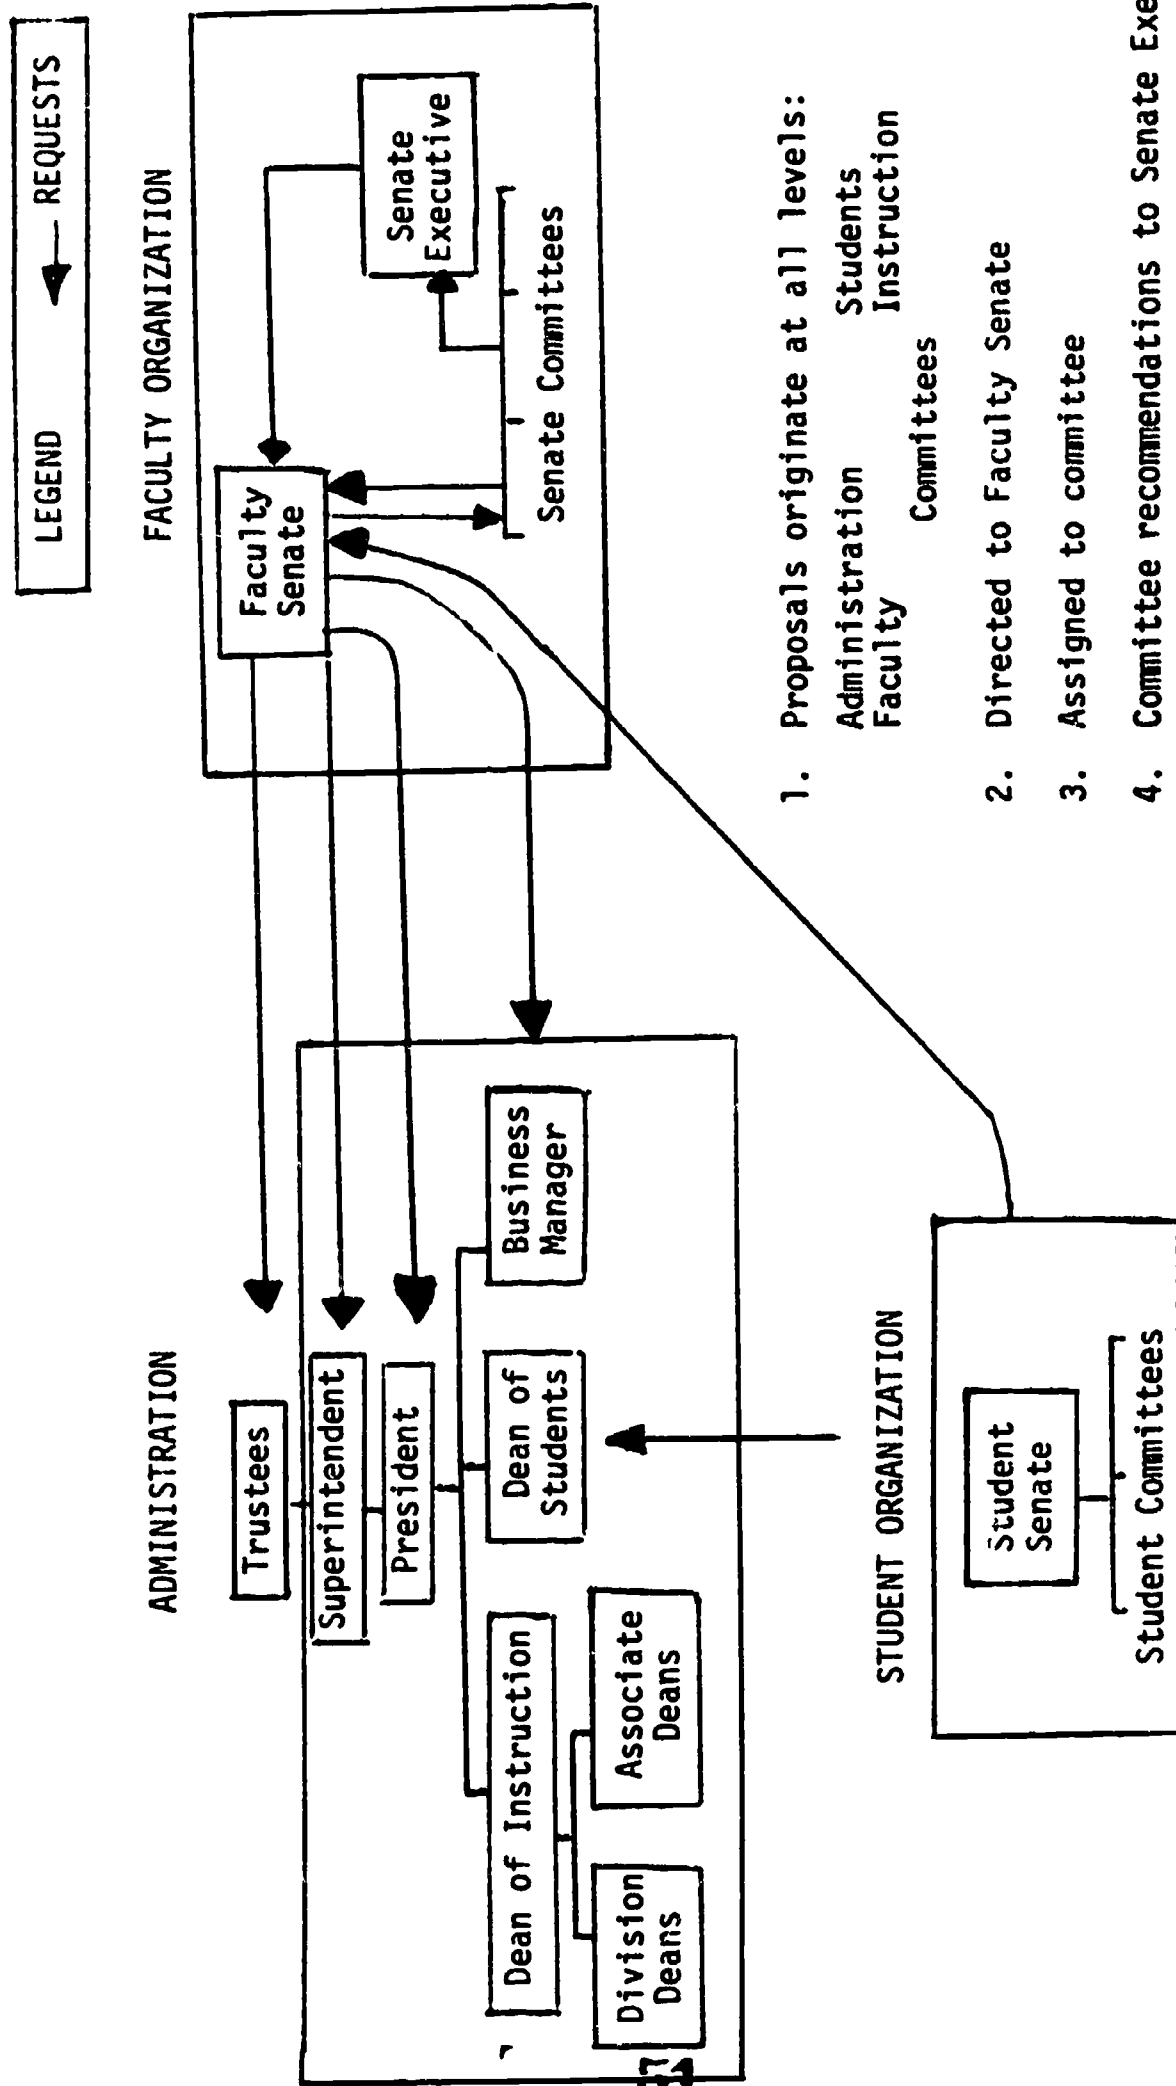 LEGEND REQUESTS
ADMINISTRATION
FACULTY ORGANIZATION
Trustees
Superintendent
President
Dean of Instruction
Dean of
Students
Business
Manager
Division
Deans
Associate
Deans
Faculty
Senate
Senate
Executive
Senate Committees
STUDENT ORGANIZATION
Student
Senate
Student Committees
1. Proposals originate at all levels:
Administration Students
Faculty Instruction
Committees
2. Directed to Faculty Senate
3. Assigned to committee
4. Committee recommendations to Senate Exe